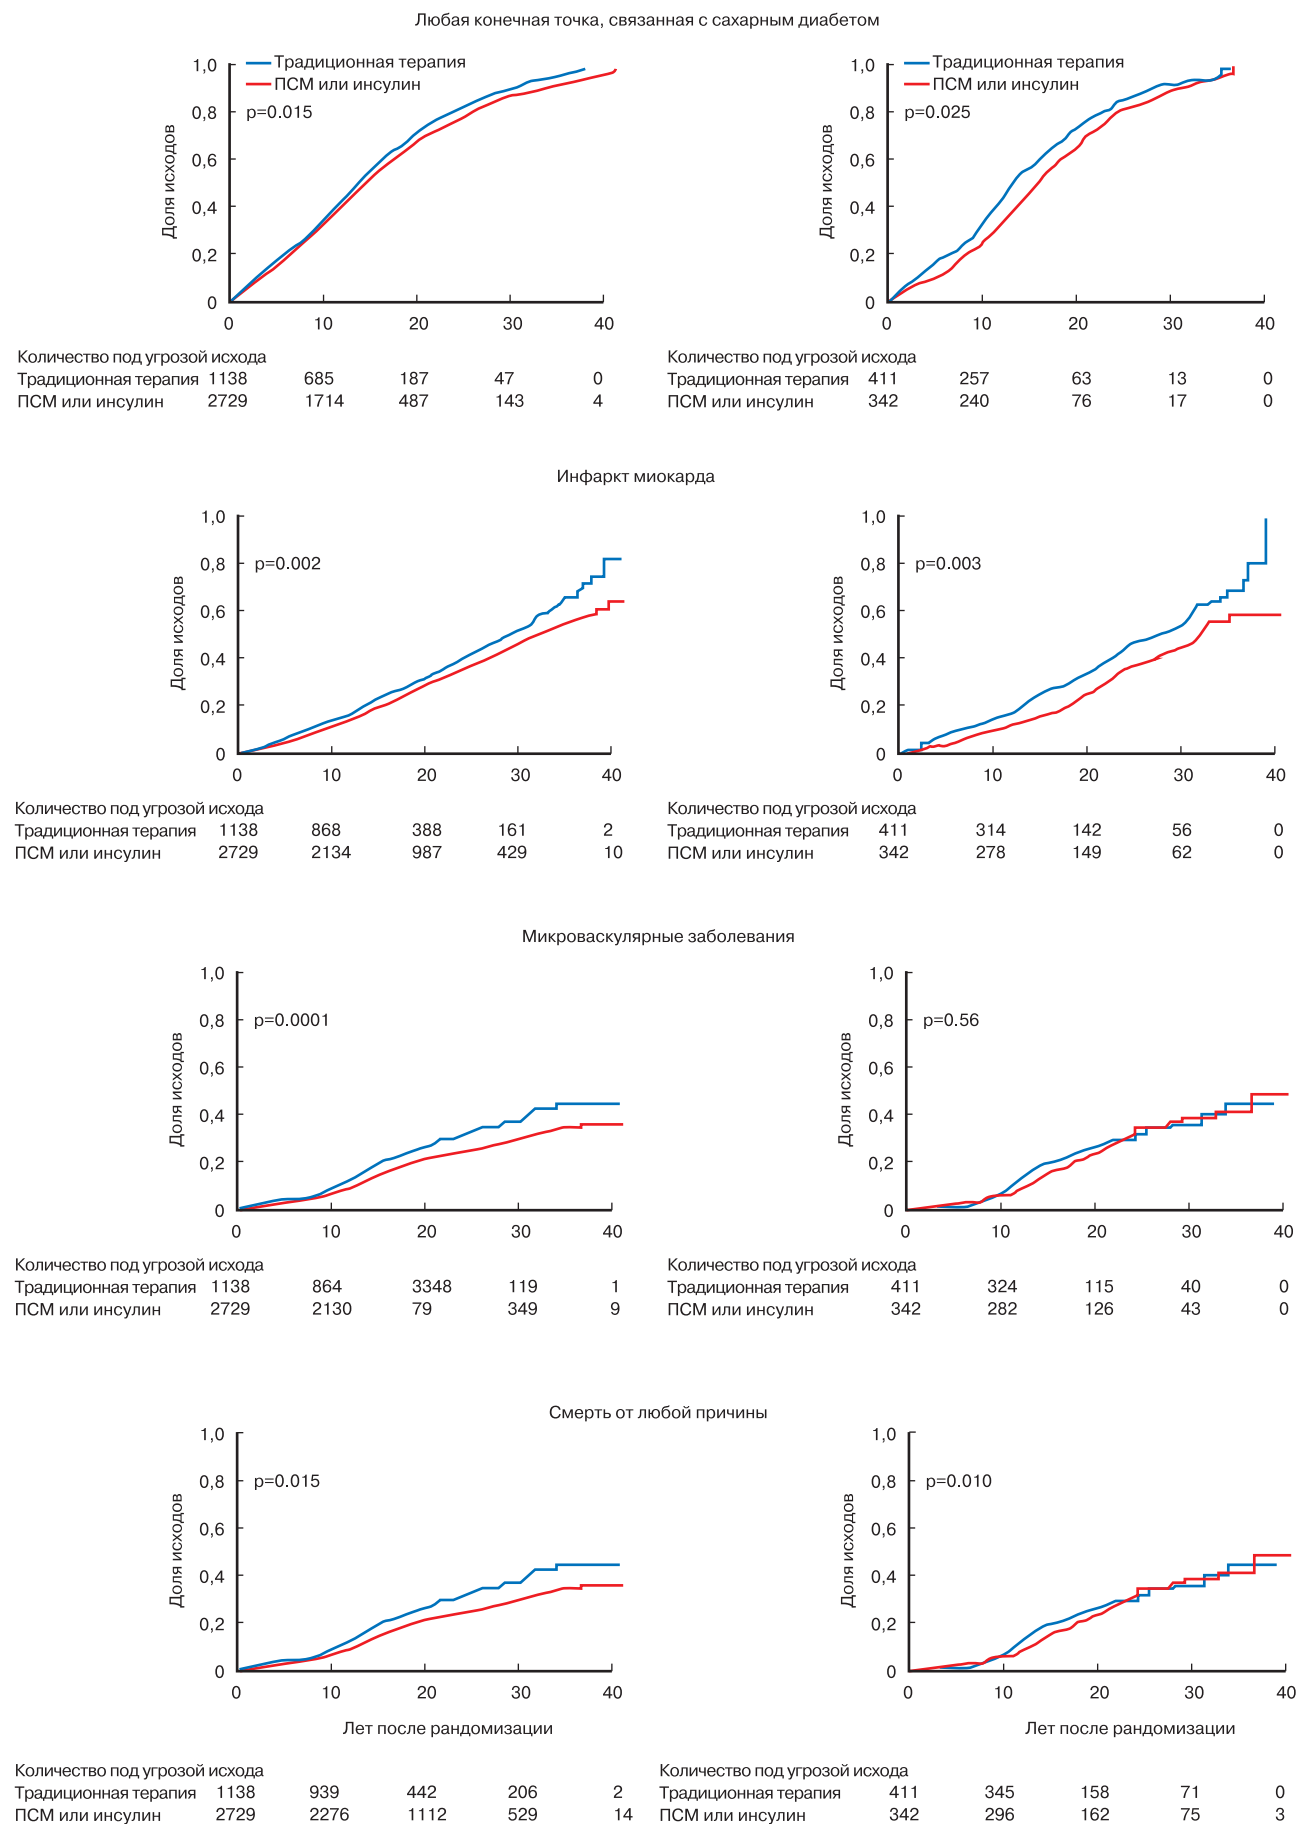 Любая конечная точка, связанная с сахарным диабетом
1,0
0,8
0,6
0,4
0,2
0
Доля исходов
Традиционная терапия
ПСМ или инсулин
p=0.015
0 10 20 30 40
Количество под угрозой исхода
Традиционная терапия 1138 685 187 47 0
ПСМ или инсулин 2729 1714 487 143 4
1,0
0,8
0,6
0,4
0,2
0
Доля исходов
Традиционная терапия
ПСМ или инсулин
p=0.025
0 10 20 30 40
Количество под угрозой исхода
Традиционная терапия 411 257 63 13 0
ПСМ или инсулин 342 240 76 17 0
Инфаркт миокарда
1,0
0,8
0,6
0,4
0,2
0
Доля исходов
p=0.002
0 10 20 30 40
Количество под угрозой исхода
Традиционная терапия 1138 868 388 161 2
ПСМ или инсулин 2729 2134 987 429 10
1,0
0,8
0,6
0,4
0,2
0
Доля исходов
p=0.003
0 10 20 30 40
Количество под угрозой исхода
Традиционная терапия 411 314 142 56 0
ПСМ или инсулин 342 278 149 62 0
Микроваскулярные заболевания
1,0
0,8
0,6
0,4
0,2
0
Доля исходов
p=0.0001
0 10 20 30 40
Количество под угрозой исхода
Традиционная терапия 1138 864 3348 119 1
ПСМ или инсулин 2729 2130 79 349 9
1,0
0,8
0,6
0,4
0,2
0
Доля исходов
p=0.56
0 10 20 30 40
Количество под угрозой исхода
Традиционная терапия 411 324 115 40 0
ПСМ или инсулин 342 282 126 43 0
Смерть от любой причины
1,0
0,8
0,6
0,4
0,2
0
Доля исходов
p=0.015
0 10 20 30 40
Лет после рандомизации
Количество под угрозой исхода
Традиционная терапия 1138 939 442 206 2
ПСМ или инсулин 2729 2276 1112 529 14
1,0
0,8
0,6
0,4
0,2
0
Доля исходов
p=0.010
0 10 20 30 40
Лет после рандомизации
Количество под угрозой исхода
Традиционная терапия 411 345 158 71 0
ПСМ или инсулин 342 296 162 75 3